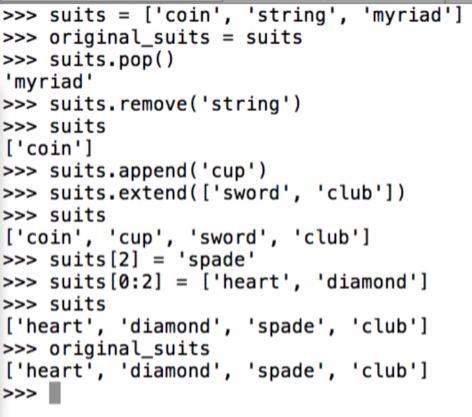 >>> suits = ['coin', 'string', 'myriad']
>>> original_suits = suits
>>> suits.pop()
'myriad'
>>> suits.remove('string')
>>> suits
['coin']
>>> suits.append('cup')
>>> suits.extend(['sword', 'club'])
>>> suits
['coin', 'cup', 'sword', 'club']
>>> suits[2] = 'spade'
>>> suits[0:2] = ['heart', 'diamond']
>>> suits
['heart', 'diamond', 'spade', 'club']
>>> original_suits
['heart', 'diamond', 'spade', 'club']
>>>